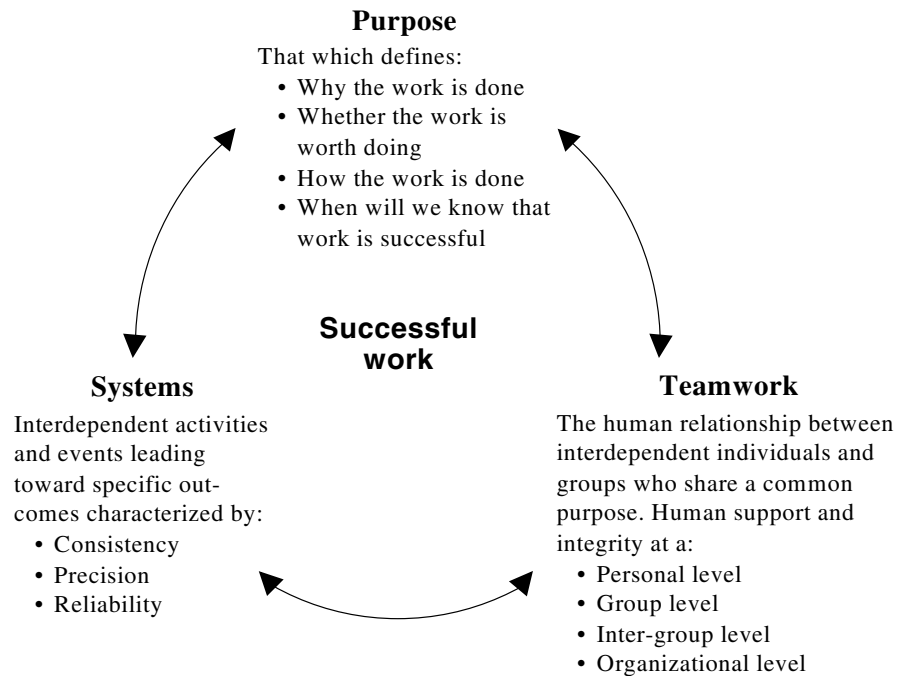 Purpose
That which defines:
• Why the work is done
• Whether the work is
worth doing
• How the work is done
• When will we know that
work is successful
Successful
work
Systems
Interdependent activities
and events leading
toward specific out-
comes characterized by:
• Consistency
• Precision
• Reliability
Teamwork
The human relationship between
interdependent individuals and
groups who share a common
purpose. Human support and
integrity at a:
• Personal level
• Group level
• Inter-group level
• Organizational level